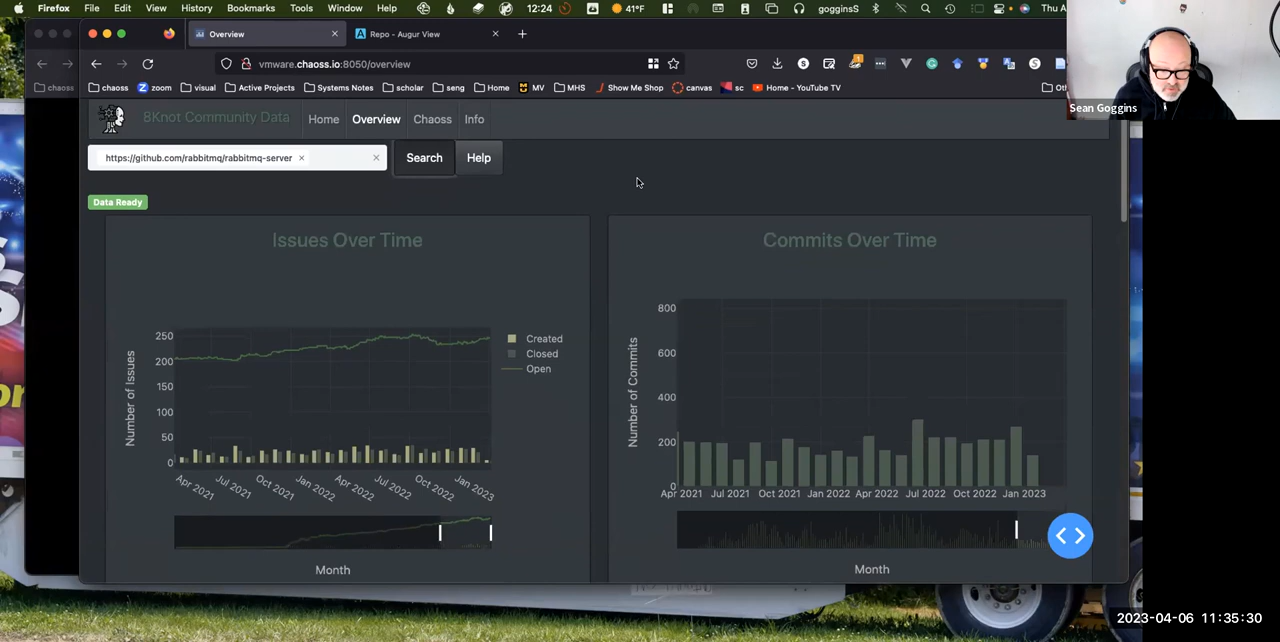 Firefox File Edit View History Bookmarks Tools Window Help 12:24 41°F gogginsS Thu A
Overview Repo - Augur View
vmware.chaoss.io:8050/overview
chaoss chaoss zoom visual Active Projects Systems Notes scholar seng Home MV MHS Show Me Shop canvas sc Home - YouTube TV
Sean Goggins
8Knot Community Data Home Overview Chaoss Info
https://github.com/rabbitmq/rabbitmq-server × Search Help
Data Ready
Issues Over Time
Number of Issues
250
200
150
100
50
0
Apr 2021 Jul 2021 Oct 2021 Jan 2022 Apr 2022 Jul 2022 Oct 2022 Jan 2023
Created
Closed
Open
Month
Commits Over Time
Number of Commits
800
600
400
200
0
Apr 2021 Jul 2021 Oct 2021 Jan 2022 Apr 2022 Jul 2022 Oct 2022 Jan 2023
Month
2023-04-06 11:35:30